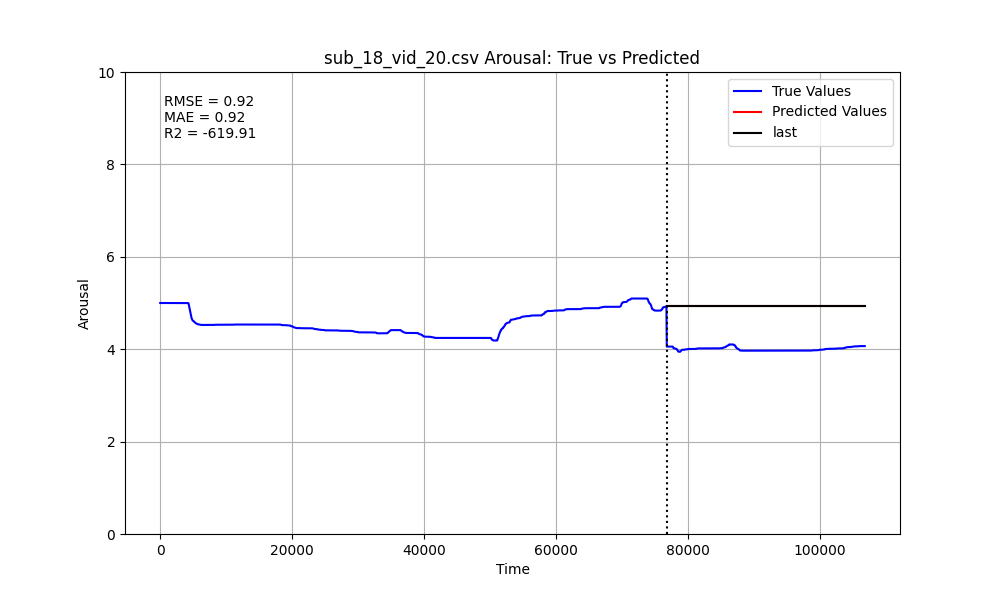 sub_18_vid_20.csv Arousal: True vs Predicted
RMSE = 0.92
MAE = 0.92
R2 = -619.91
True Values
Predicted Values
last
10
8
6
4
2
0
Arousal
0
20000
40000
60000
80000
100000
Time